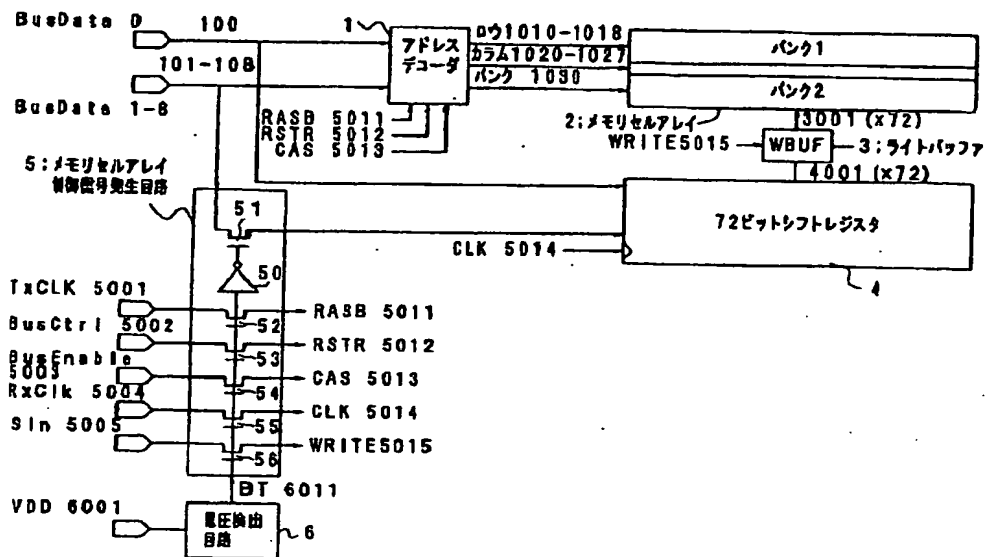 BusData 0
100
1
アドレス
デコーダ
ロウ1010-1018
カラム1020-1027
バンク 1030
バンク1
バンク2
101-108
BusData 1-8
RASB 5011
RSTR 5012
CAS 5013
2;メモリセルアレイ
3001 (x72)
WRITE5015
WBUF
3;ライトバッファ
4001 (x72)
5;メモリセルアレイ
制御信号発生回路
51
72ビットシフトレジスタ
CLK 5014
4
50
TxCLK 5001
RASB 5011
52
BusCtrl 5002
RSTR 5012
53
BusEnable
5003
CAS 5013
54
RxClk 5004
CLK 5014
55
Sin 5005
WRITE5015
56
DT 6011
VDD 6001
電圧検出
回路
6